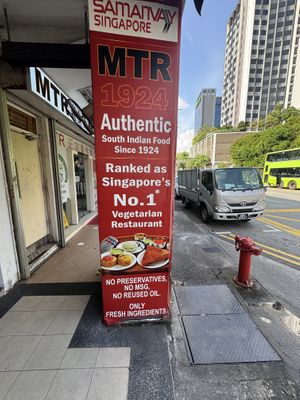 SAMANVAY
SINGAPORE
MTR
1924
Authentic
South Indian Food
Since 1924
Ranked as
Singapore's
No.1*
Vegetarian
Restaurant
NO PRESERVATIVES,
NO MSG,
NO REUSED OIL.
ONLY
FRESH INGREDIENTS.
MTR